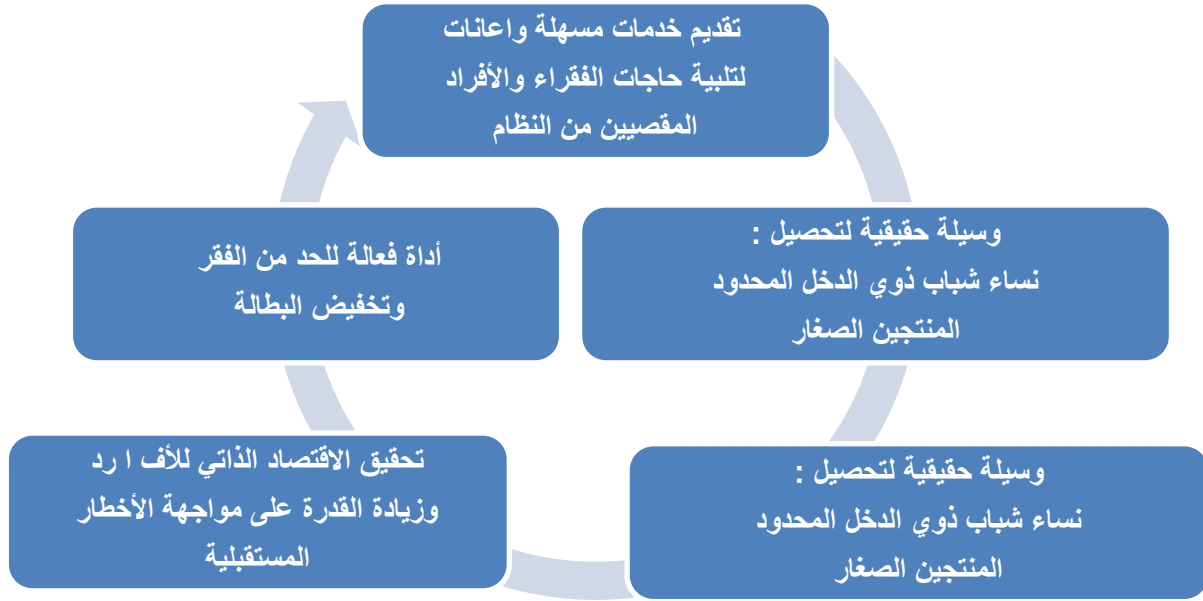 تقديم خدمات مسهلة واعانات
لتلبية حاجات الفقراء والأفراد
المقصيين من النظام
وسيلة حقيقية لتحصيل :
نساء شباب ذوي الدخل المحدود
المنتجين الصغار
وسيلة حقيقية لتحصيل :
نساء شباب ذوي الدخل المحدود
المنتجين الصغار
تحقيق الاقتصاد الذاتي للأف ا رد
وزيادة القدرة على مواجهة الأخطار
المستقبلية
أداة فعالة للحد من الفقر
وتخفيض البطالة